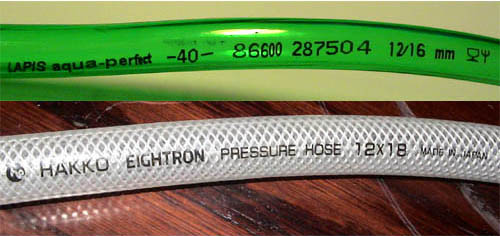 LAPIS aqua-perfect -40- 86600 287504 12/16 mm
HAKKO EIGHTRON PRESSURE HOSE 12X18 MADE IN JAPAN